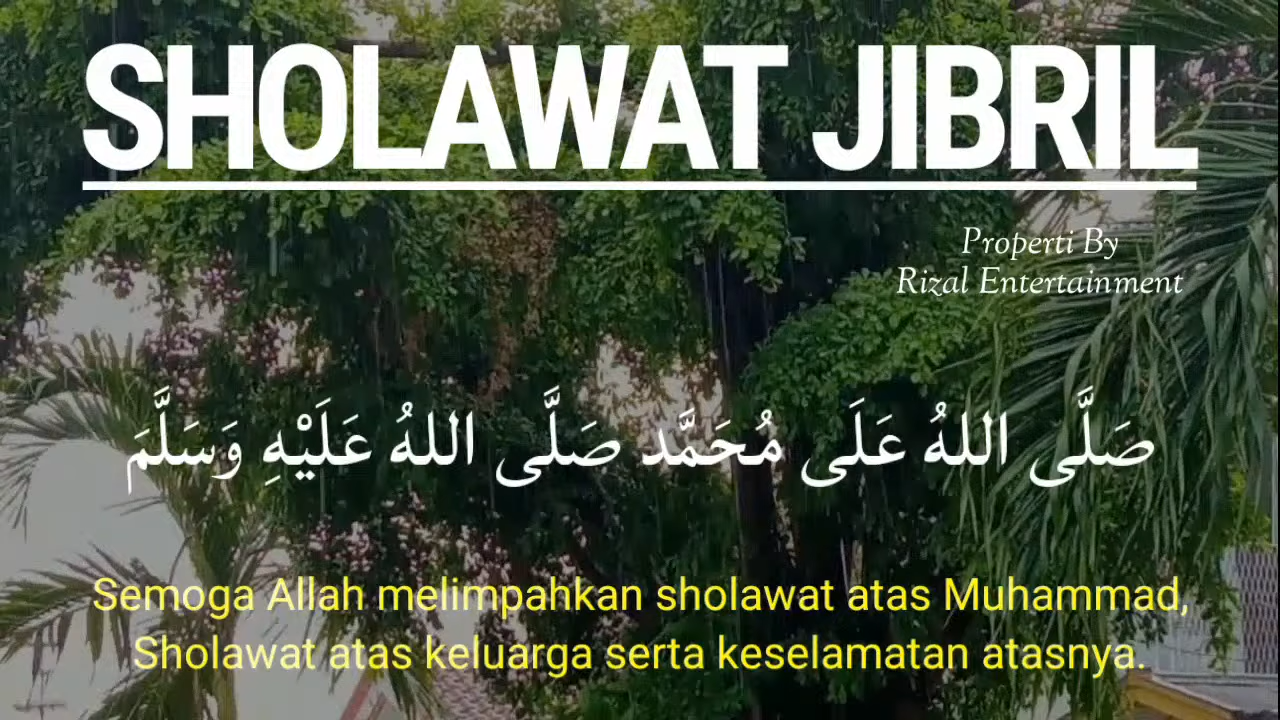 SHOLAWAT JIBRIL
Properti By
Rizal Entertainment
صَلَّى اللهُ عَلَى مُحَمَّد صَلَّى اللهُ عَلَيْهِ وَسَلَّمَ
Semoga Allah melimpahkan sholawat atas Muhammad,
Sholawat atas keluarga serta keselamatan atasnya.